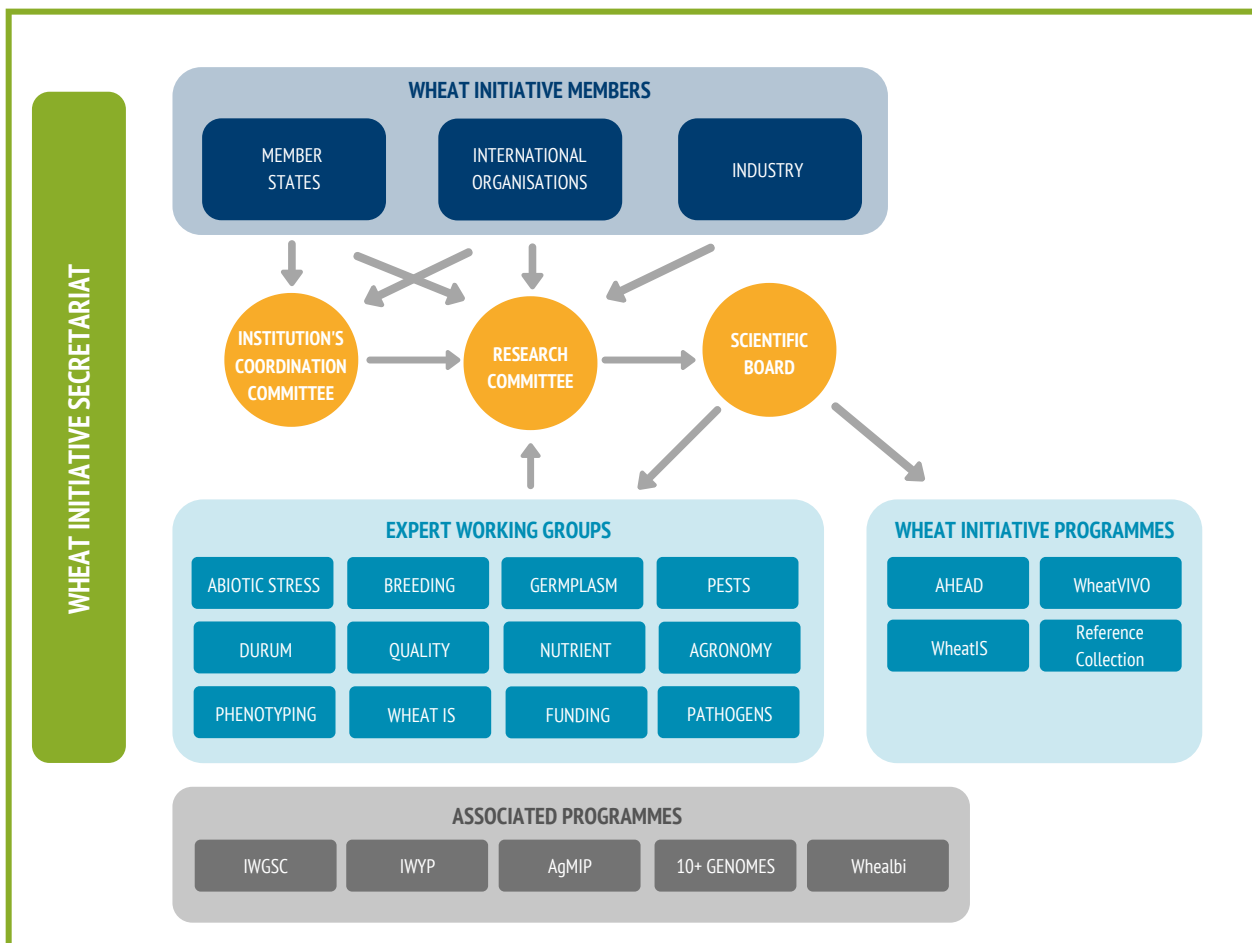 WHEAT INITIATIVE SECRETARIAT
WHEAT INITIATIVE MEMBERS
MEMBER
STATES
INTERNATIONAL
ORGANISATIONS
INDUSTRY
INSTITUTION'S
COORDINATION
COMMITTEE
RESEARCH
COMMITTEE
SCIENTIFIC
BOARD
EXPERT WORKING GROUPS
ABIOTIC STRESS
BREEDING
GERMPLASM
PESTS
DURUM
QUALITY
NUTRIENT
AGRONOMY
PHENOTYPING
WHEAT IS
FUNDING
PATHOGENS
WHEAT INITIATIVE PROGRAMMES
AHEAD
WheatVIVO
WheatIS
Reference
Collection
ASSOCIATED PROGRAMMES
IWGSC
IWYP
AgMIP
10+ GENOMES
Whealbi